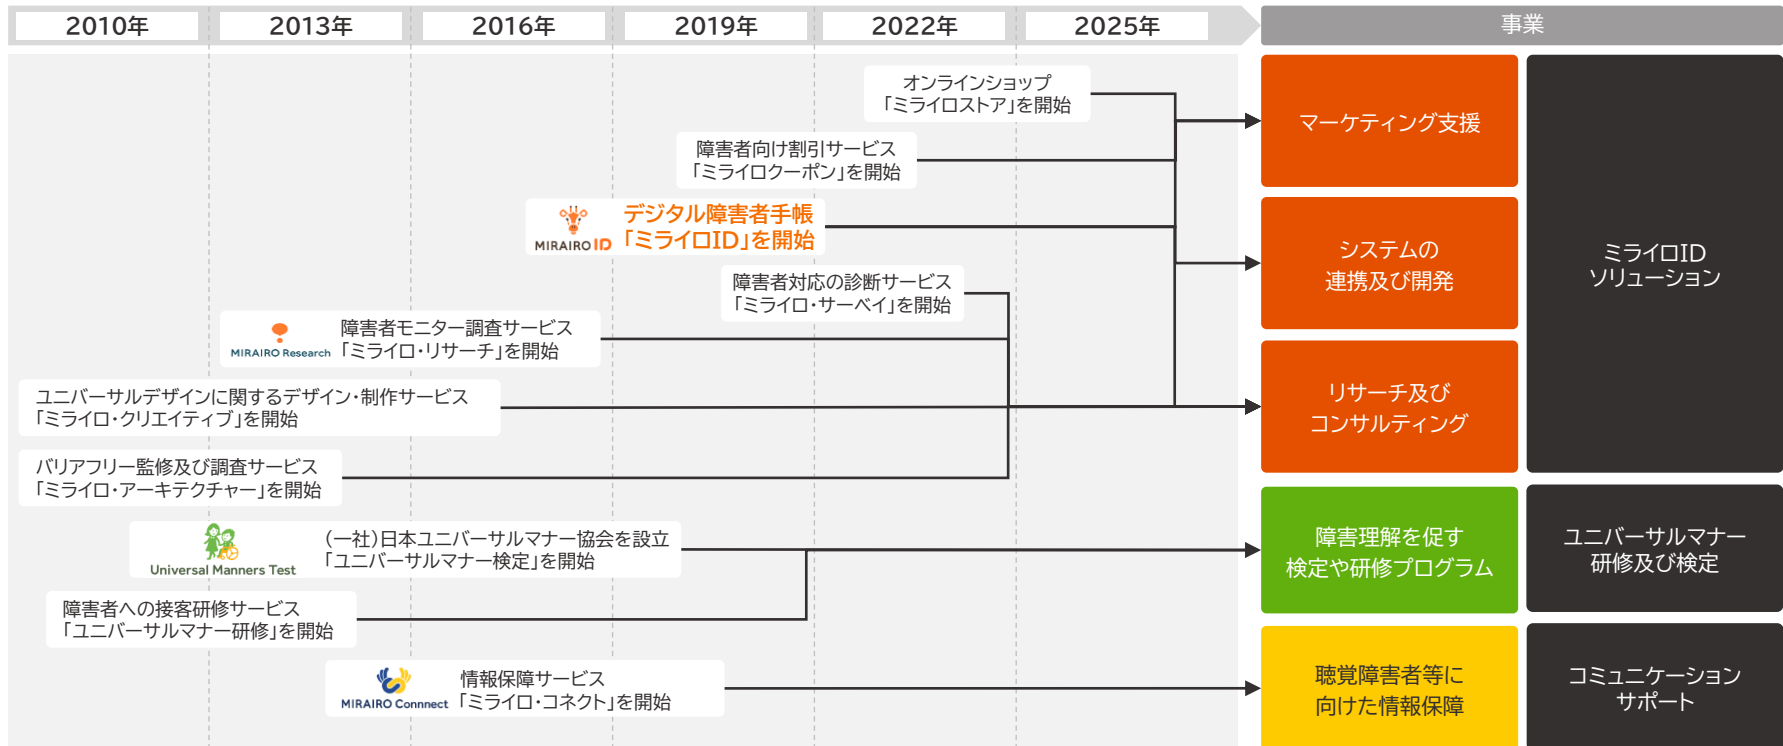 2010年
2013年
2016年
2019年
2022年
2025年
事業
オンラインショップ
「ミライロストア」を開始
障害者向け割引サービス
「ミライロクーポン」を開始
MIRAIRO ID
デジタル障害者手帳
「ミライロID」を開始
障害者対応の診断サービス
「ミライロ・サーベイ」を開始
MIRAIRO Research
障害者モニター調査サービス
「ミライロ・リサーチ」を開始
ユニバーサルデザインに関するデザイン・制作サービス
「ミライロ・クリエイティブ」を開始
バリアフリー監修及び調査サービス
「ミライロ・アーキテクチャー」を開始
Universal Manners Test
(一社)日本ユニバーサルマナー協会を設立
「ユニバーサルマナー検定」を開始
障害者への接客研修サービス
「ユニバーサルマナー研修」を開始
MIRAIRO Connnect
情報保障サービス
「ミライロ・コネクト」を開始
マーケティング支援
システムの
連携及び開発
リサーチ及び
コンサルティング
ミライロID
ソリューション
障害理解を促す
検定や研修プログラム
ユニバーサルマナー
研修及び検定
聴覚障害者等に
向けた情報保障
コミュニケーション
サポート